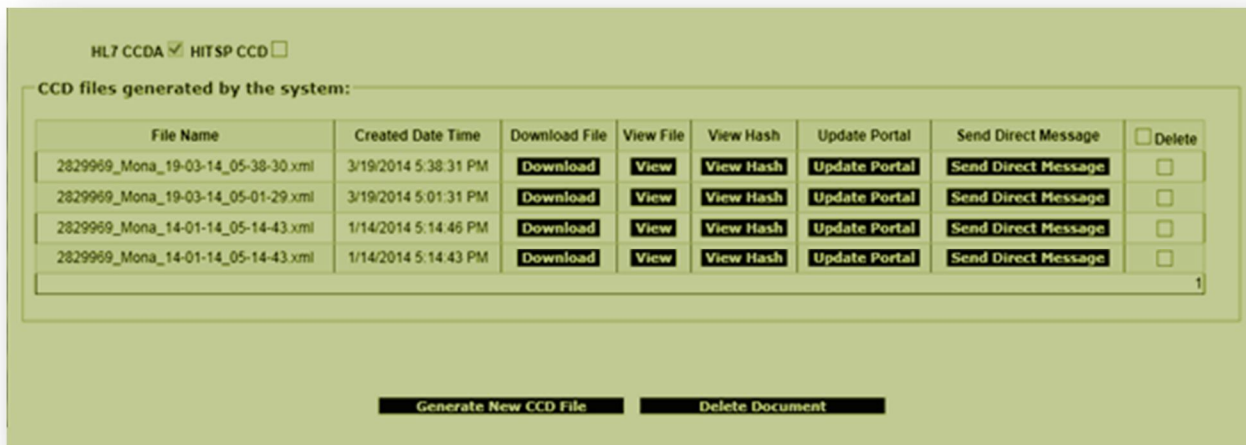 HL7 CCDA HITSP CCD
CCD files generated by the system:
File Name Created Date Time Download File View File View Hash Update Portal Send Direct Message Delete
2829969_Mona_19-03-14_05-38-30.xml 3/19/2014 5:38:31 PM Download View View Hash Update Portal Send Direct Message
2829969_Mona_19-03-14_05-01-29.xml 3/19/2014 5:01:31 PM Download View View Hash Update Portal Send Direct Message
2829969_Mona_14-01-14_05-14-43.xml 1/14/2014 5:14:46 PM Download View View Hash Update Portal Send Direct Message
2829969_Mona_14-01-14_05-14-43.xml 1/14/2014 5:14:43 PM Download View View Hash Update Portal Send Direct Message
1
Generate New CCD File Delete Document